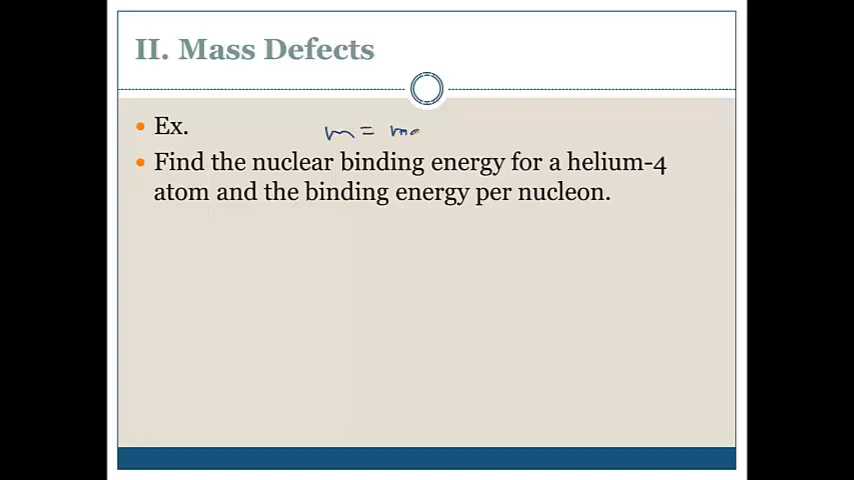 II. Mass Defects
• Ex.
m =
• Find the nuclear binding energy for a helium-4
atom and the binding energy per nucleon.